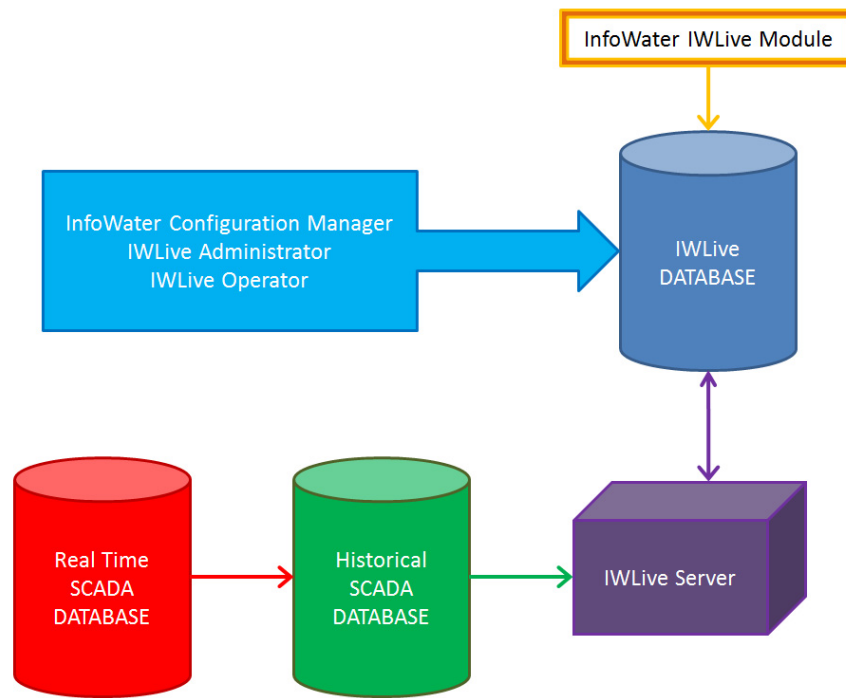 InfoWater IWLive Module
InfoWater Configuration Manager
IWLive Administrator
IWLive Operator
IWLive
DATABASE
Real Time
SCADA
DATABASE
Historical
SCADA
DATABASE
IWLive Server